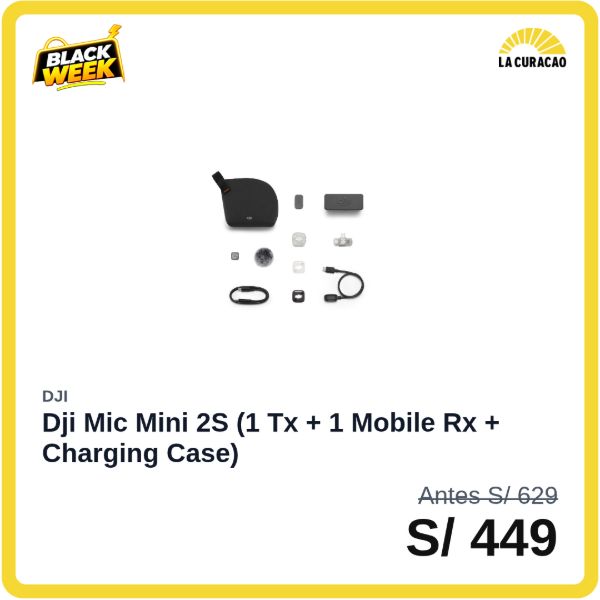 BLACK
WEEK
LA CURACAO
DJI
Dji Mic Mini 2S (1 Tx + 1 Mobile Rx +
Charging Case)
Antes S/ 629
S/ 449